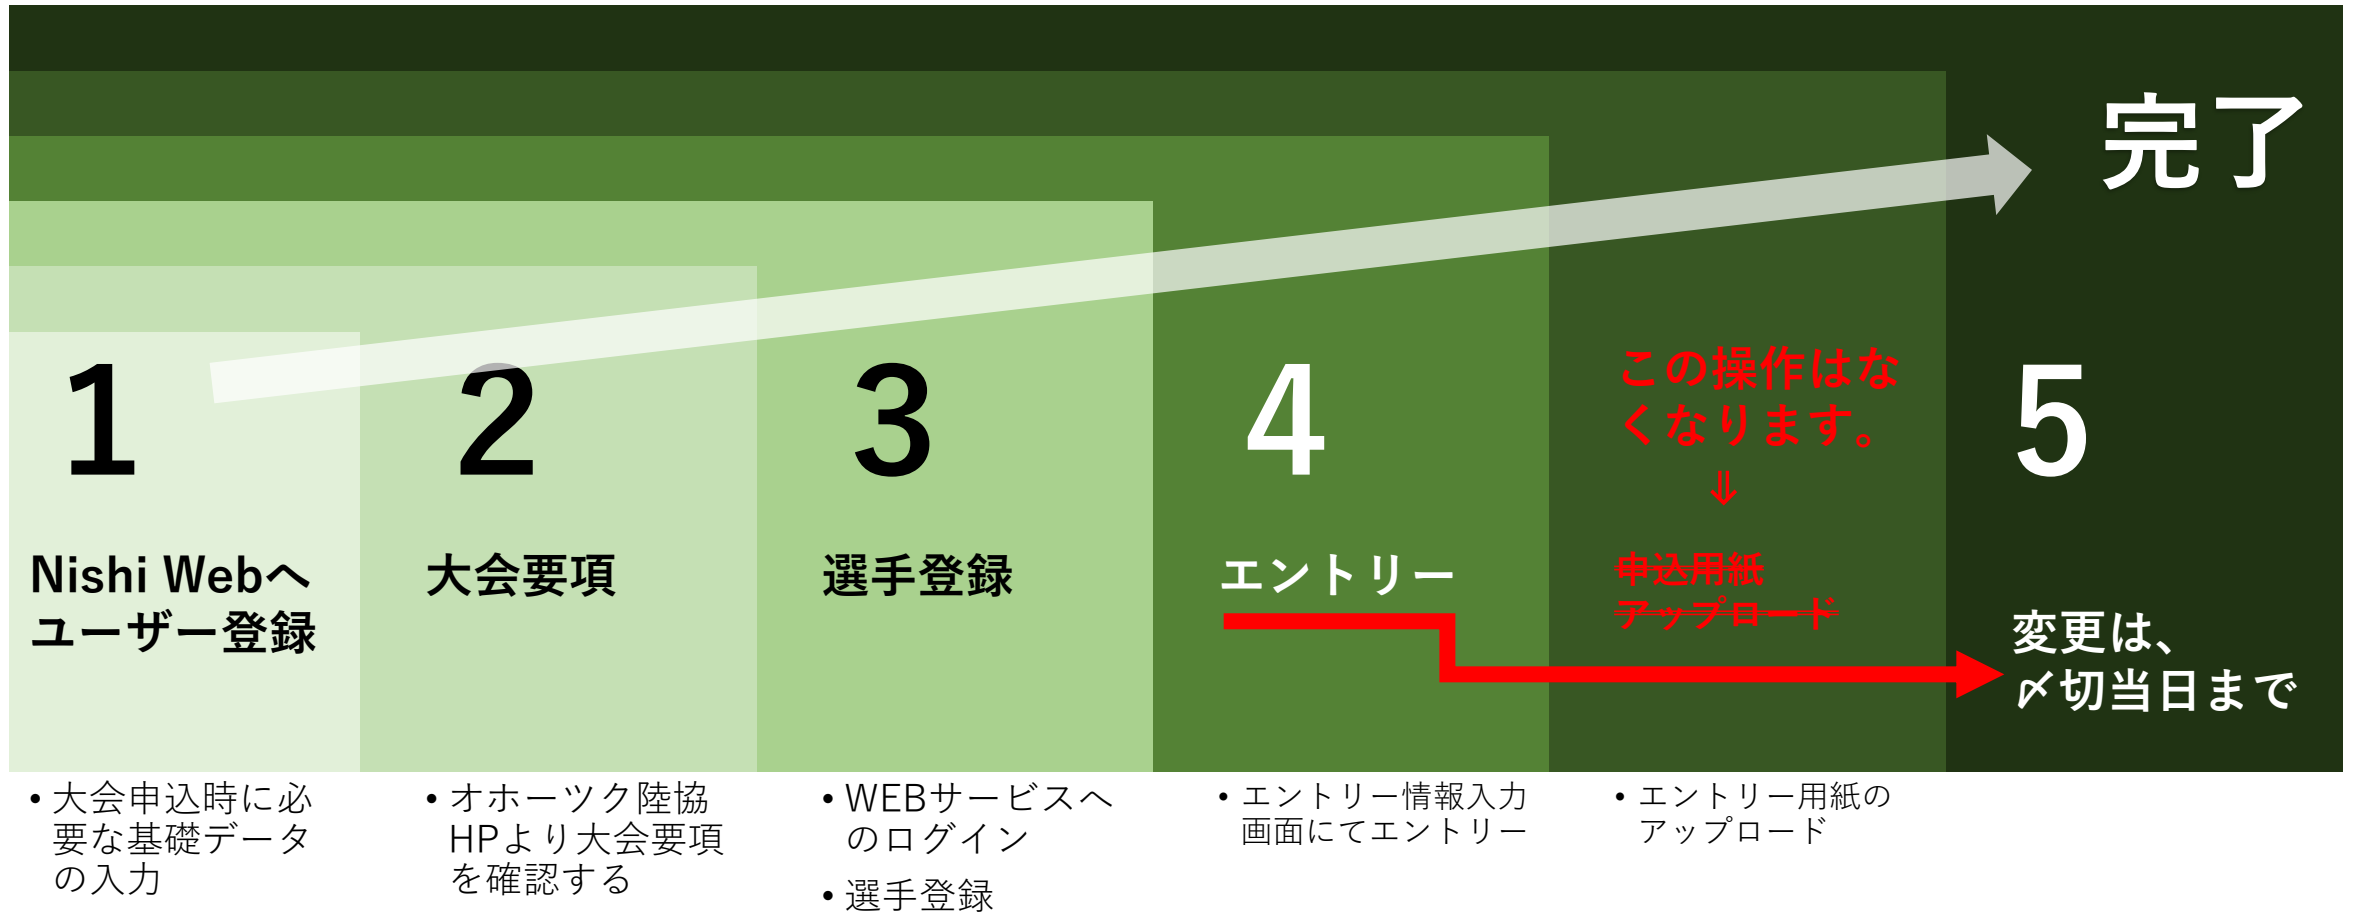 完了
1
Nishi Webへ
ユーザー登録
・大会申込時に必
要な基礎データ
の入力
2
大会要項
・オホーツク陸協
HPより大会要項
を確認する
3
選手登録
・WEBサービスへ
のログイン
・選手登録
4
エントリー
・エントリー情報入力
画面にてエントリー
この操作はな
くなります。
⇓
申込用紙
アップロード
・エントリー用紙の
アップロード
5
変更は、
〆切当日まで